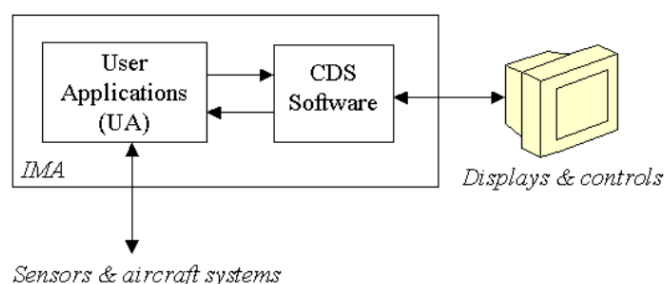 User
Applications
(UA)
CDS
Software
IMA
Displays & controls
Sensors & aircraft systems